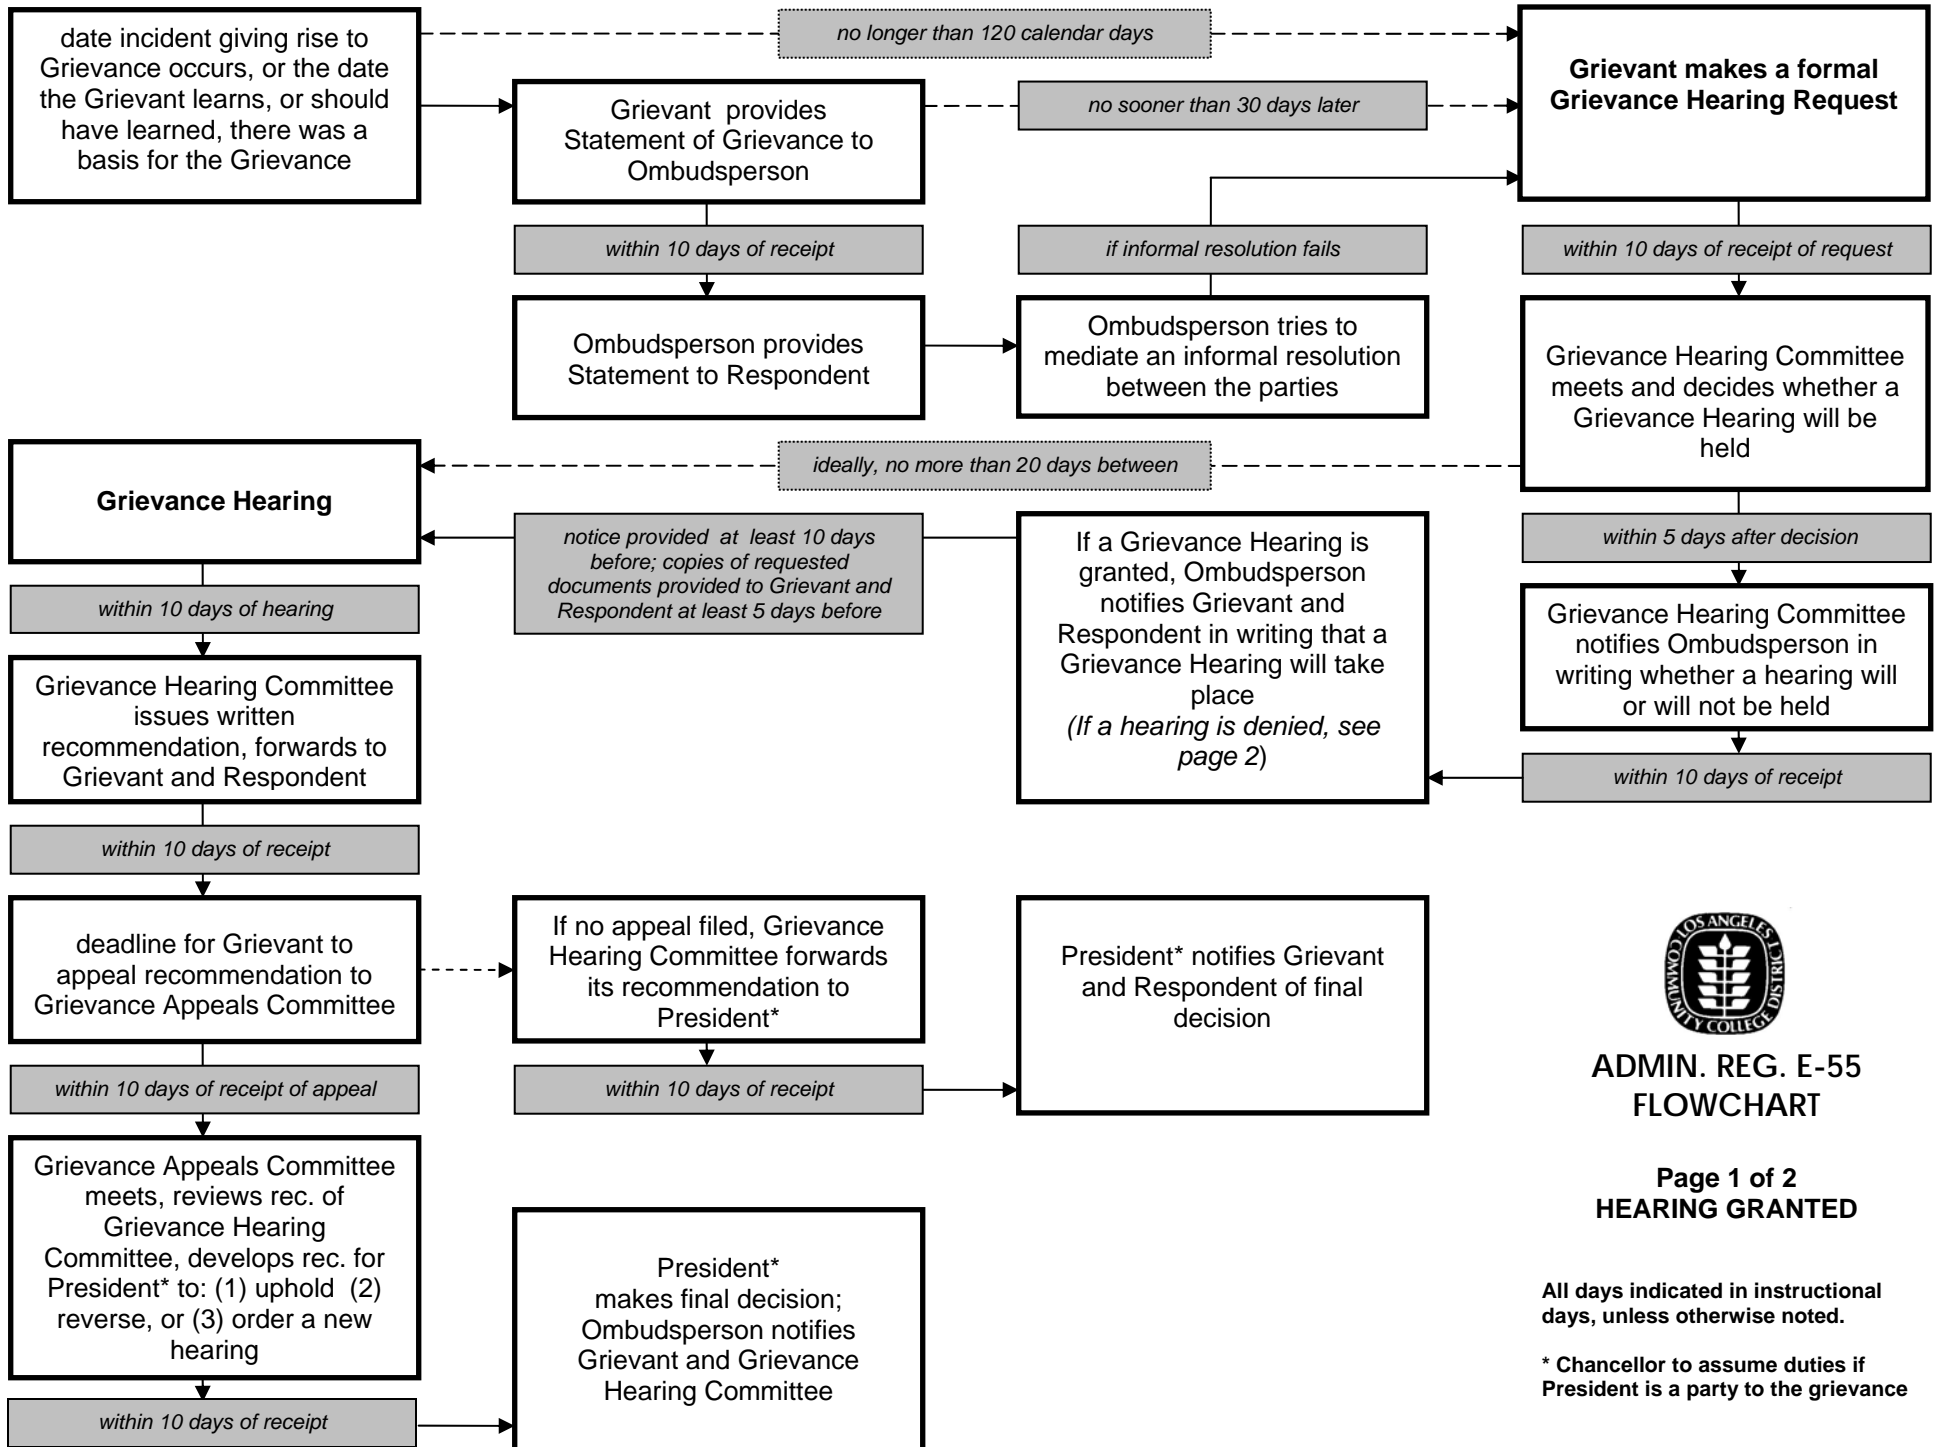 date incident giving rise to
Grievance occurs, or the date
the Grievant learns, or should
have learned, there was a
basis for the Grievance
no longer than 120 calendar days
Grievant provides
Statement of Grievance to
Ombudsperson
no sooner than 30 days later
Grievant makes a formal
Grievance Hearing Request
within 10 days of receipt
if informal resolution fails
within 10 days of receipt of request
Ombudsperson provides
Statement to Respondent
Ombudsperson tries to
mediate an informal resolution
between the parties
Grievance Hearing Committee
meets and decides whether a
Grievance Hearing will be
held
Grievance Hearing
ideally, no more than 20 days between
notice provided at least 10 days
before; copies of requested
documents provided to Grievant and
Respondent at least 5 days before
If a Grievance Hearing is
granted, Ombudsperson
notifies Grievant and
Respondent in writing that a
Grievance Hearing will take
place
(If a hearing is denied, see
page 2)
within 5 days after decision
Grievance Hearing Committee
notifies Ombudsperson in
writing whether a hearing will
or will not be held
within 10 days of receipt
within 10 days of hearing
Grievance Hearing Committee
issues written
recommendation, forwards to
Grievant and Respondent
within 10 days of receipt
deadline for Grievant to
appeal recommendation to
Grievance Appeals Committee
If no appeal filed, Grievance
Hearing Committee forwards
its recommendation to
President*
President* notifies Grievant
and Respondent of final
decision
within 10 days of receipt of appeal
within 10 days of receipt
Grievance Appeals Committee
meets, reviews rec. of
Grievance Hearing
Committee, develops rec. for
President* to: (1) uphold (2)
reverse, or (3) order a new
hearing
within 10 days of receipt
President*
makes final decision;
Ombudsperson notifies
Grievant and Grievance
Hearing Committee
LOS ANGELES
COMMUNITY COLLEGE DISTRICT
ADMIN. REG. E-55
FLOWCHART
Page 1 of 2
HEARING GRANTED
All days indicated in instructional
days, unless otherwise noted.
* Chancellor to assume duties if
President is a party to the grievance